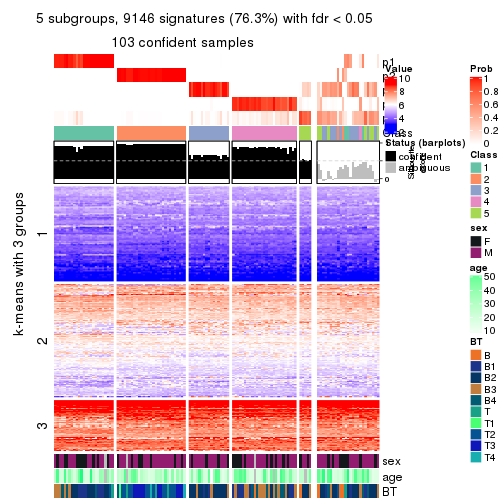 5 subgroups, 9146 signatures (76.3%) with fdr < 0.05
103 confident samples
k-means with 3 groups
1
2
3
p1
Class
sex
age
BT
Value
10
8
6
4
2
Status (barplots)
confident
ambiguous
0
Prob
1
0.8
0.6
0.4
0.2
0
Class
1
2
3
4
5
sex
F
M
age
50
40
30
20
10
BT
B
B1
B2
B3
B4
T
T1
T2
T3
T4